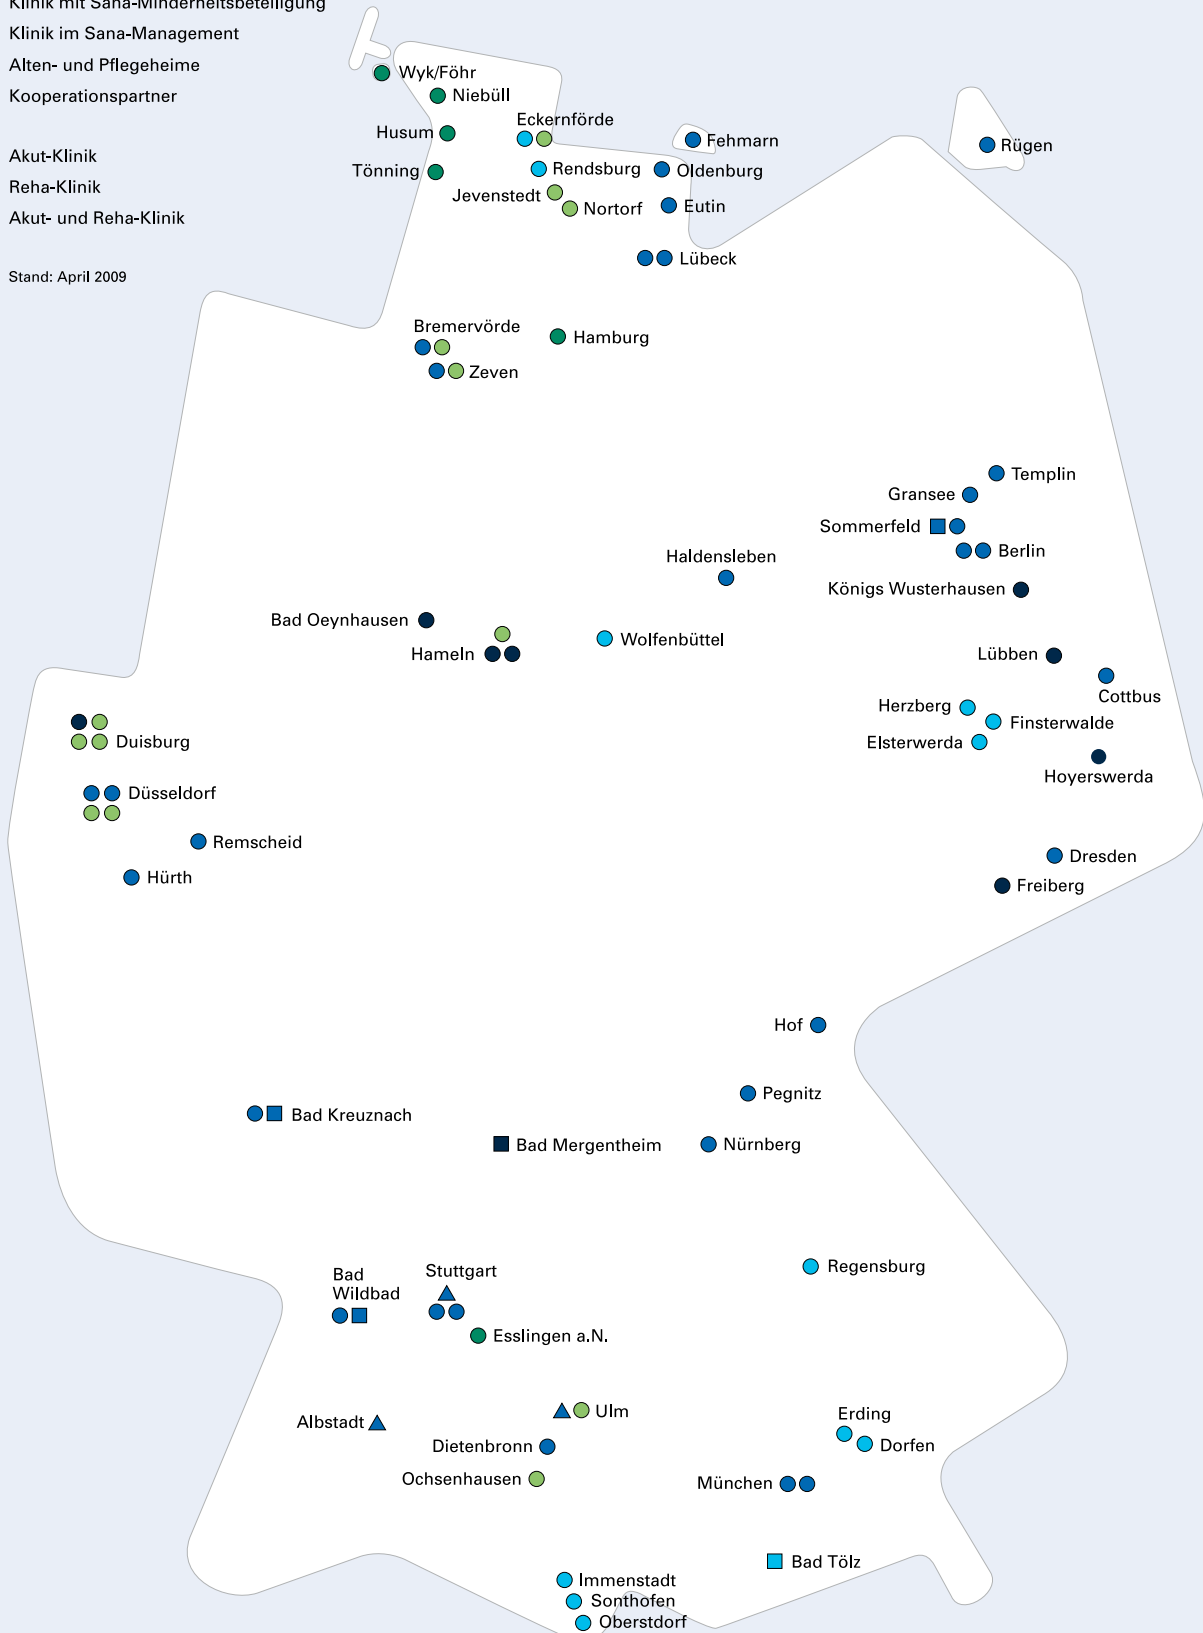 Klinik mit Sana-Minderheitsbeteiligung
Klinik im Sana-Management
Alten- und Pflegeheime
Kooperationspartner
Akut-Klinik
Reha-Klinik
Akut- und Reha-Klinik
Stand: April 2009
Wyk/Föhr
Niebüll
Eckernförde
Husum
Fehmarn
Rügen
Tönning
Rendsburg
Oldenburg
Jevenstedt
Nortorf
Eutin
Lübeck
Bremervörde
Hamburg
Zeven
Templin
Gransee
Sommerfeld
Berlin
Haldensleben
Königs Wusterhausen
Bad Oeynhausen
Wolfenbüttel
Hameln
Lübben
Cottbus
Herzberg
Finsterwalde
Duisburg
Elsterwerda
Hoyerswerda
Düsseldorf
Remscheid
Dresden
Hürth
Freiberg
Hof
Pegnitz
Bad Kreuznach
Bad Mergentheim
Nürnberg
Regensburg
Bad
Wildbad
Stuttgart
Esslingen a.N.
Albstadt
Ulm
Erding
Dorfen
Dietenbronn
Ochsenhausen
München
Bad Tölz
Immenstadt
Sonthofen
Oberstdorf